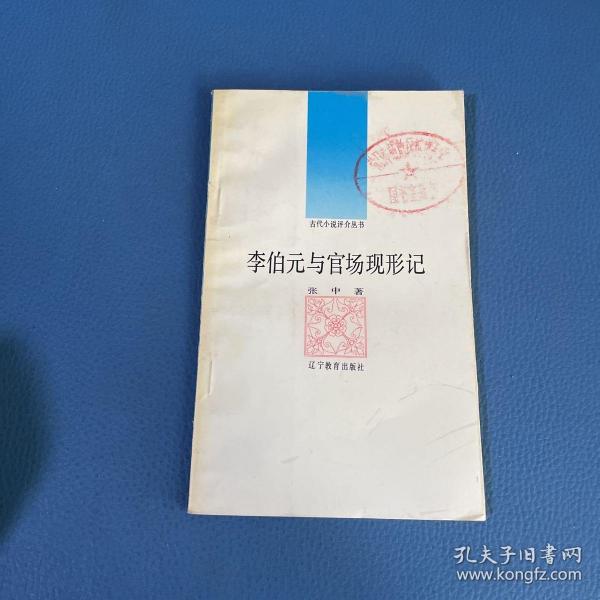 古代小说评介丛书
李伯元与官场现形记
张中著
辽宁教育出版社
孔夫子旧书网
www.kongfz.com